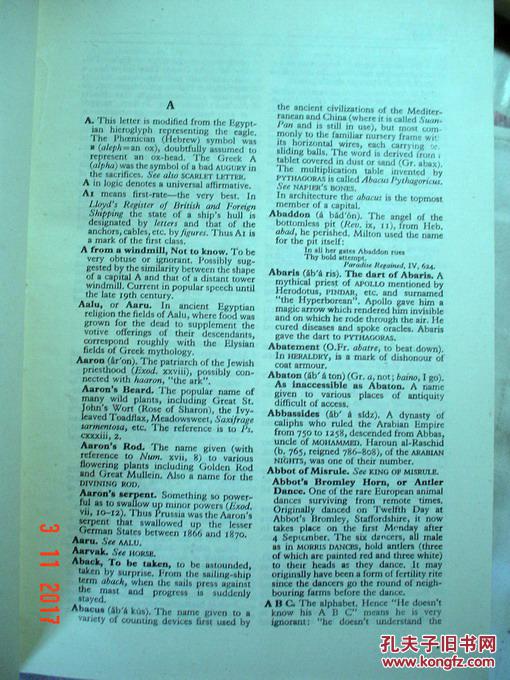 A
A. This letter is modified from the Egypt-
ian hieroglyph representing the eagle.
The Phœnician (Hebrew) symbol was
א (aleph=an ox), doubtfully assumed to
represent an ox-head. The Greek A
(alpha) was the symbol of a bad AUGURY in
the sacrifices. See also SCARLET LETTER.
A in logic denotes a universal affirmative.
A1 means first-rate—the very best. In
Lloyd's Register of British and Foreign
Shipping the state of a ship's hull is
designated by letters and that of the
anchors, cables, etc. by figures. Thus A1 is
a mark of the first class.
A from a windmill, Not to know. To be
very obtuse or ignorant. Possibly sug-
gested by the similarity between the shape
of a capital A and that of a distant tower
windmill. Current in popular speech until
the late 19th century.
Aalu, or Aaru. In ancient Egyptian
religion the fields of Aalu, where food was
grown for the dead to supplement the
votive offerings of their descendants,
correspond roughly with the Elysian
fields of Greek mythology.
Aaron (âr'on). The patriarch of the Jewish
priesthood (Exod. xxviii), possibly con-
nected with haaron, "the ark".
Aaron's Beard. The popular name of
many wild plants, including Great St.
John's Wort (Rose of Sharon), the Ivy-
leaved Toadflax, Meadowsweet, Saxifrage
sarmentosa, etc. The reference is to Ps.
cxxxiii, 2.
Aaron's Rod. The name given (with
reference to Num. xvii, 8) to various
flowering plants including Golden Rod
and Great Mullein. Also a name for the
DIVINING ROD.
Aaron's serpent. Something so power-
ful as to swallow up minor powers (Exod.
vii, 10–12). Thus Prussia was the Aaron's
serpent that swallowed up the lesser
German States between 1866 and 1870.
Aaru. See AALU.
Aarvak. See HORSE.
Aback, To be taken, to be astounded,
taken by surprise. From the sailing-ship
term aback, when the sails press against
the mast and progress is suddenly
stayed.
Abacus (ăb'á kús). The name given to a
variety of counting devices first used by
the ancient civilizations of the Mediter-
ranean and China (where it is called Suan-
Pan and is still in use), but most com-
monly to the familiar nursery frame with
its horizontal wires, each carrying
sliding balls. The word is derived from
tablet covered in dust or sand (Gr. abax).
The multiplication table invented by
PYTHAGORAS is called Abacus Pythagoricus.
See NAPIER'S BONES.
In architecture the abacus is the topmost
member of a capital.
Abaddon (á băd'ón). The angel of the
bottomless pit (Rev. ix, 11), from Heb.
abad, he perished. Milton used the name
for the pit itself:
In all her gates Abaddon rues
Thy bold attempt.
Paradise Regained, IV, 624.
Abaris (ăb'á ris). The dart of Abaris. A
mythical priest of APOLLO mentioned by
Herodotus, PINDAR, etc. and surnamed
"the Hyperborean". Apollo gave him a
magic arrow which rendered him invisible
and on which he rode through the air. He
cured diseases and spoke oracles. Abaris
gave the dart to PYTHAGORAS.
Abatement (O.Fr. abatre, to beat down).
In HERALDRY, is a mark of dishonour of
coat armour.
Abaton (ăb'á ton) (Gr. a, not; baino, I go).
As inaccessible as Abaton. A name
given to various places of antiquity
difficult of access.
Abbassides (ăb'á sīdz). A dynasty of
caliphs who ruled the Arabian Empire
from 750 to 1258, descended from Abbas,
uncle of MOHAMMED. Haroun al-Raschid
(b. 765, reigned 786–808), of the ARABIAN
NIGHTS, was one of their number.
Abbot of Misrule. See KING OF MISRULE.
Abbot's Bromley Horn, or Antler
Dance. One of the rare European animal
dances surviving from remote times.
Originally danced on Twelfth Day at
Abbot's Bromley, Staffordshire, it now
takes place on the first Monday after
4 September. The six dancers, all male
as in MORRIS DANCES, hold antlers (three
of which are painted red and three white)
to their heads as they dance. It may
originally have been a form of fertility rite
since the dancers go the round of neigh-
bouring farms before the dance.
A B C. The alphabet. Hence "He doesn't
know his A B C" means he is very
ignorant: "he doesn't understand the
3 11 2017
孔夫子旧书网
www.kongfz.com